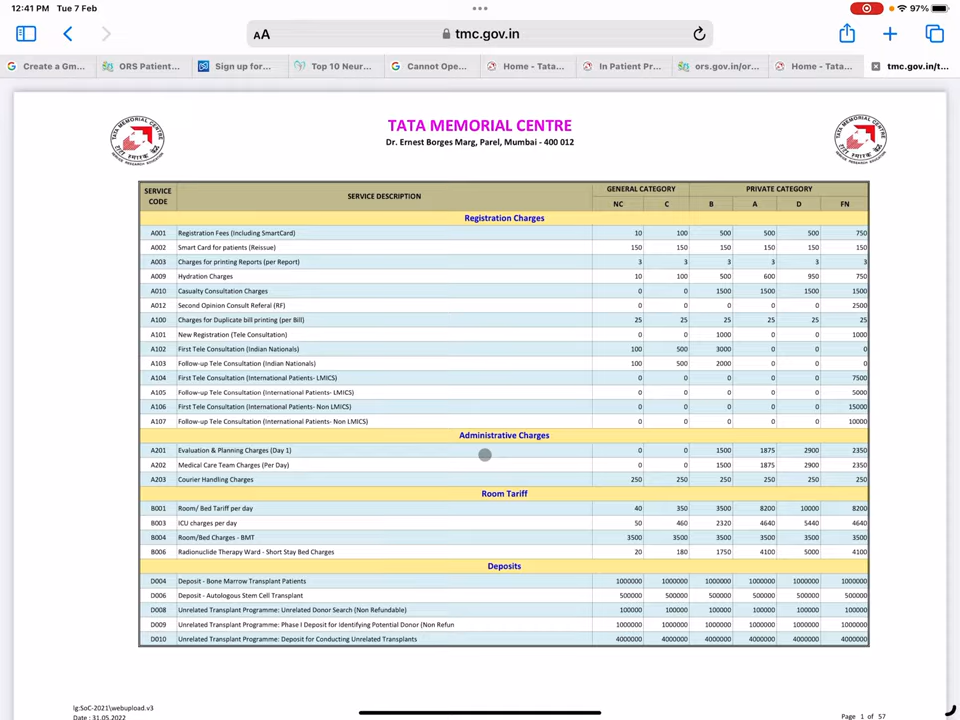 12:41 PM Tue 7 Feb
97%
AA
tmc.gov.in
Create a Gm...
ORS Patient...
Sign up for...
Top 10 Neur...
Cannot Ope...
Home - Tata...
In Patient Pr...
ors.gov.in/or...
Home - Tata...
tmc.gov.in/t...
TATA MEMORIAL CENTRE
Dr. Ernest Borges Marg, Parel, Mumbai - 400 012
SERVICE CODE SERVICE DESCRIPTION GENERAL CATEGORY PRIVATE CATEGORY
NC C B A D FN
Registration Charges
A001 Registration Fees (Including SmartCard) 10 100 500 500 500 750
A002 Smart Card for patients (Reissue) 150 150 150 150 150 150
A003 Charges for printing Reports (per Report) 3 3 3 3 3 3
A009 Hydration Charges 10 100 500 600 950 750
A010 Casualty Consultation Charges 0 0 1500 1500 1500 1500
A012 Second Opinion Consult Referal (RF) 0 0 0 0 0 2500
A100 Charges for Duplicate bill printing (per Bill) 25 25 25 25 25 25
A101 New Registration (Tele Consultation) 0 0 1000 0 0 1000
A102 First Tele Consultation (Indian Nationals) 100 500 3000 0 0 0
A103 Follow-up Tele Consultation (Indian Nationals) 100 500 2000 0 0 0
A104 First Tele Consultation (International Patients- LMICS) 0 0 0 0 0 7500
A105 Follow-up Tele Consultation (International Patients- LMICS) 0 0 0 0 0 5000
A106 First Tele Consultation (International Patients- Non LMICS) 0 0 0 0 0 15000
A107 Follow-up Tele Consultation (International Patients- Non LMICS) 0 0 0 0 0 10000
Administrative Charges
A201 Evaluation & Planning Charges (Day 1) 0 0 1500 1875 2900 2350
A202 Medical Care Team Charges (Per Day) 0 0 1500 1875 2900 2350
A203 Courier Handling Charges 250 250 250 250 250 250
Room Tariff
B001 Room/ Bed Tariff per day 40 350 3500 8200 10000 8200
B003 ICU charges per day 50 460 2320 4640 5440 4640
B004 Room/Bed Charges - BMT 3500 3500 3500 3500 3500 3500
B006 Radionuclide Therapy Ward - Short Stay Bed Charges 20 180 1750 4100 5000 4100
Deposits
D004 Deposit - Bone Marrow Transplant Patients 1000000 1000000 1000000 1000000 1000000 1000000
D006 Deposit - Autologous Stem Cell Transplant 500000 500000 500000 500000 500000 500000
D008 Unrelated Transplant Programme: Unrelated Donor Search (Non Refundable) 100000 100000 100000 100000 100000 100000
D009 Unrelated Transplant Programme: Phase I Deposit for Identifying Potential Donor (Non Refun 1000000 1000000 1000000 1000000 1000000 1000000
D010 Unrelated Transplant Programme: Deposit for Conducting Unrelated Transplants 4000000 4000000 4000000 4000000 4000000 4000000
lg:SoC-2021\webupload.v3
Date : 31.05.2022
Page 1 of 57